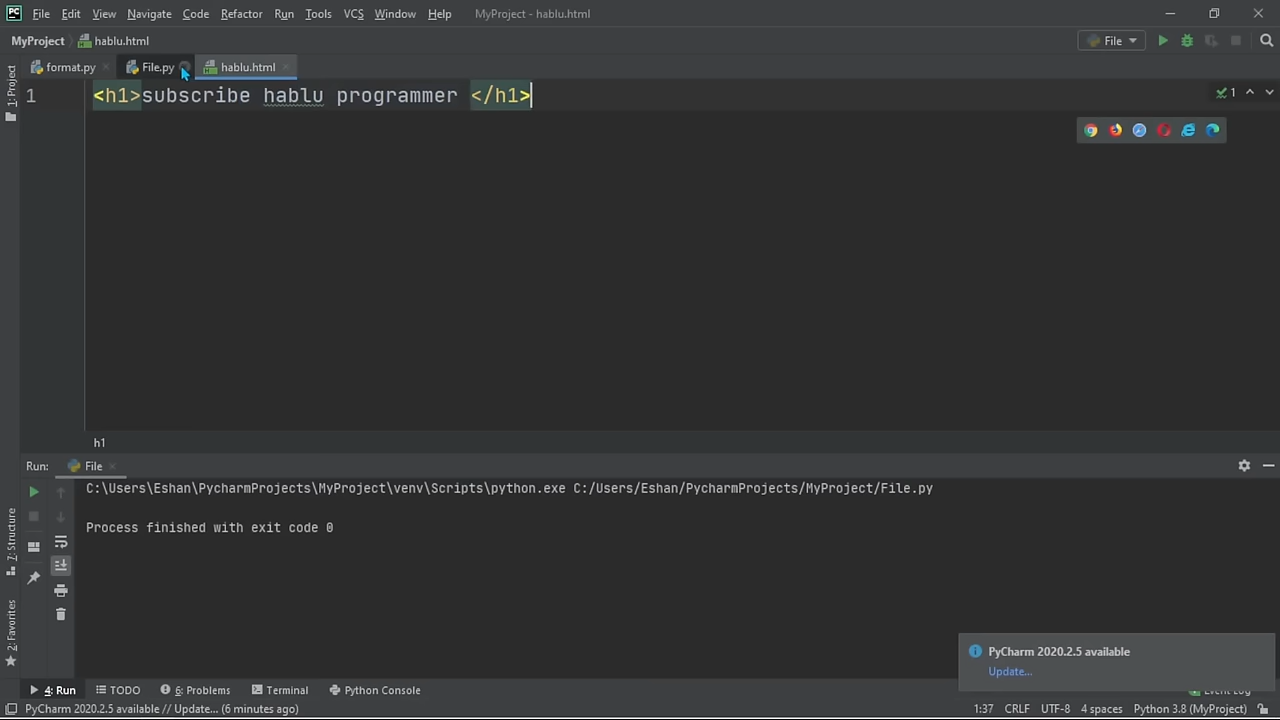 PC File Edit View Navigate Code Refactor Run Tools VCS Window Help MyProject - hablu.html
MyProject hablu.html File
format.py File.py hablu.html
1: Project
1 <h1>subscribe hablu programmer </h1> 1
h1
Run: File
C:\Users\Eshan\PycharmProjects\MyProject\venv\Scripts\python.exe C:/Users/Eshan/PycharmProjects/MyProject/File.py
Process finished with exit code 0
7: Structure
2: Favorites
PyCharm 2020.2.5 available
Update...
4: Run TODO 6: Problems Terminal Python Console Event Log
PyCharm 2020.2.5 available // Update... (6 minutes ago) 1:37 CRLF UTF-8 4 spaces Python 3.8 (MyProject)